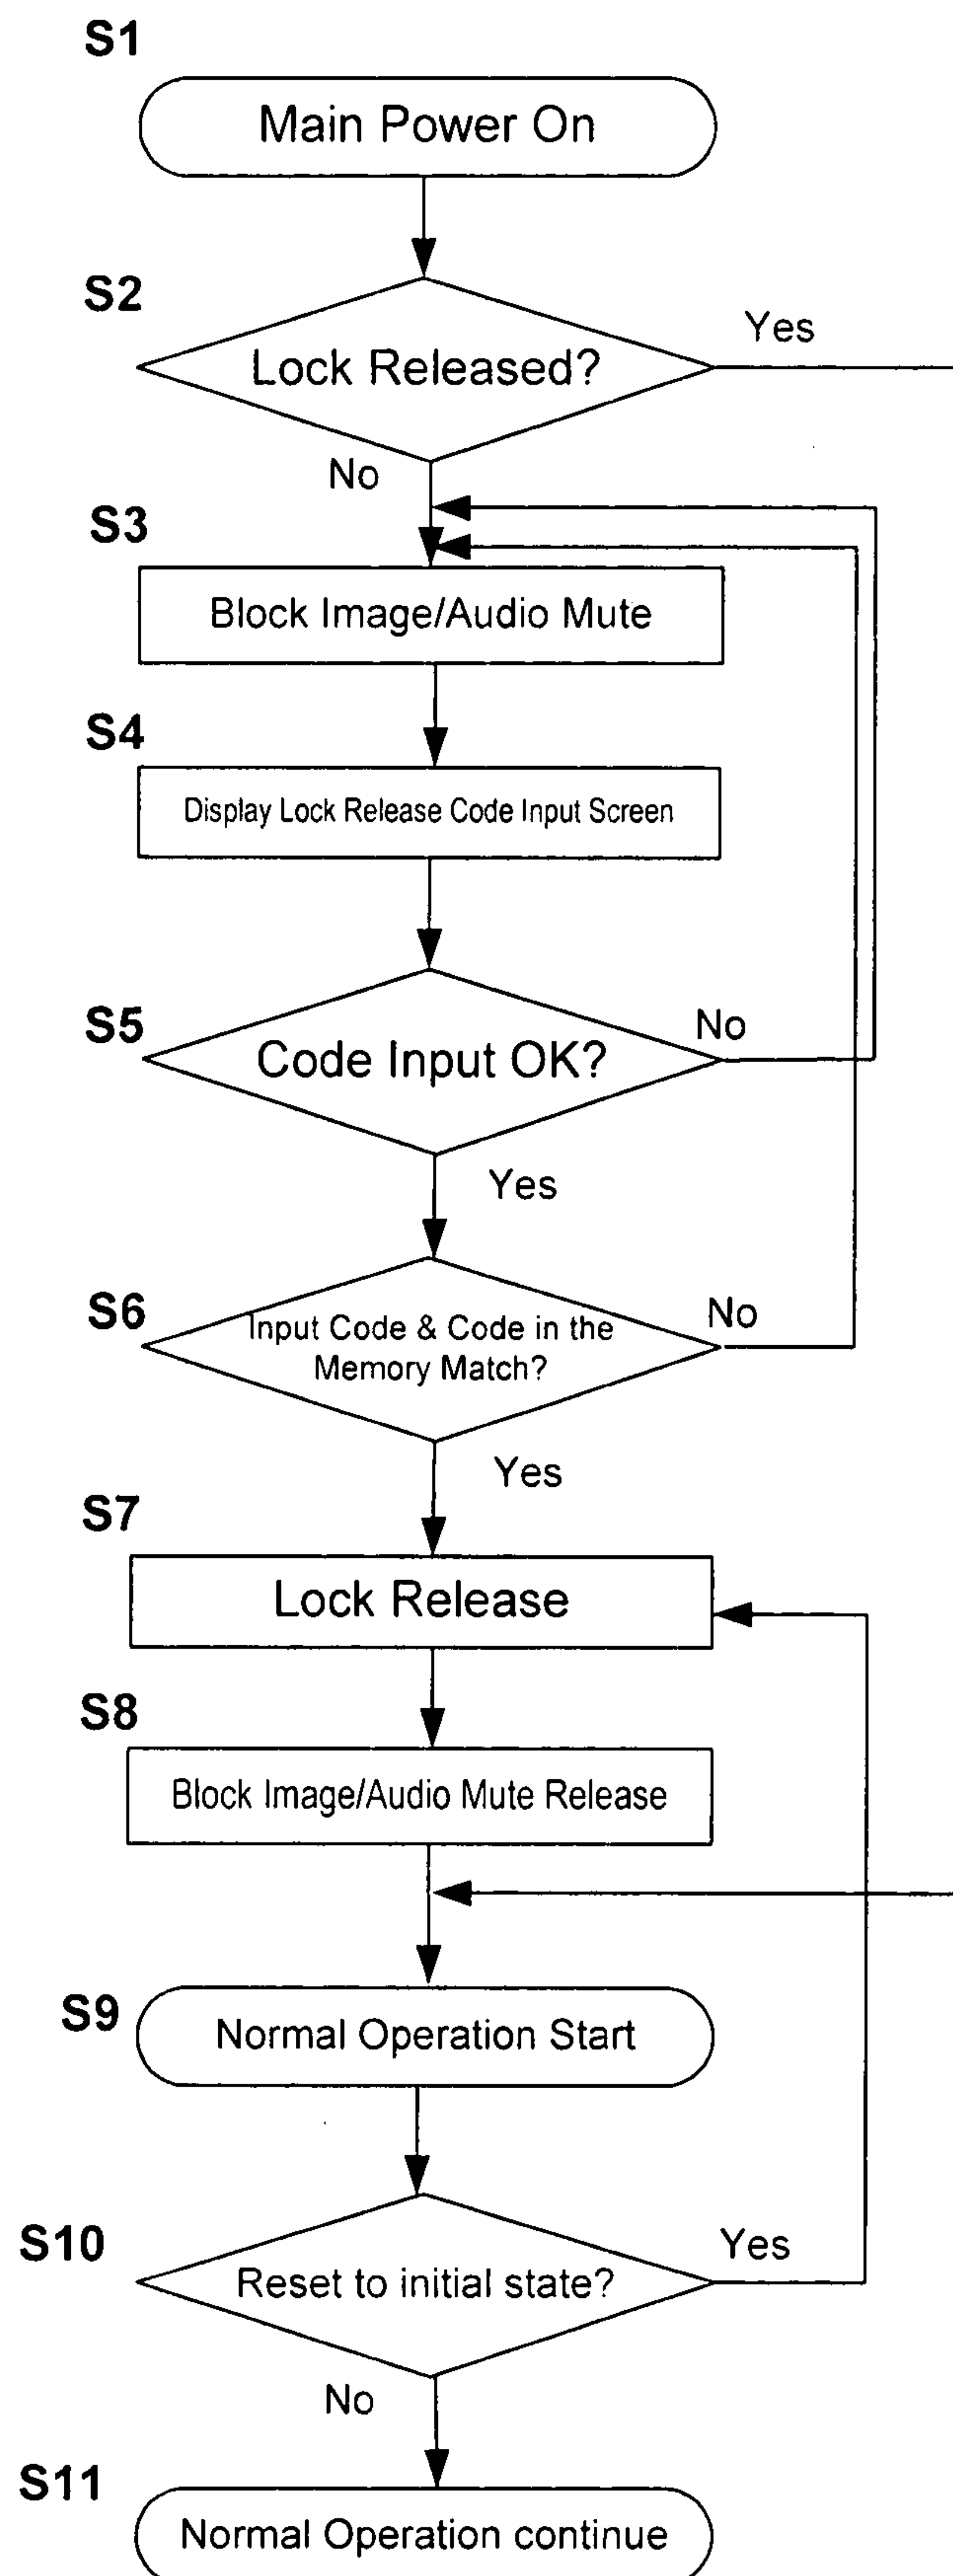 S1
Main Power On
S2
Yes
Lock Released?
No
S3
Block Image/Audio Mute
S4
Display Lock Release Code Input Screen
S5
No
Code Input OK?
Yes
S6
No
Input Code & Code in the
Memory Match?
Yes
S7
Lock Release
S8
Block Image/Audio Mute Release
S9
Normal Operation Start
S10
Yes
Reset to initial state?
No
S11
Normal Operation continue